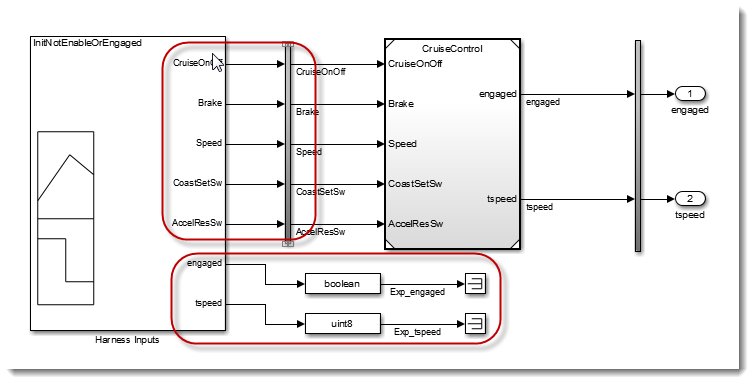 InitNotEnableOrEngaged
CruiseOnOff
Brake
Speed
CoastSetSw
AccelResSw
engaged
tspeed
Harness Inputs
CruiseOnOff
Brake
Speed
CoastSetSw
AccelResSw
boolean
Exp_engaged
uint8
Exp_tspeed
CruiseControl
CruiseOnOff
Brake
Speed
CoastSetSw
AccelResSw
engaged
tspeed
engaged
tspeed
1
engaged
2
tspeed